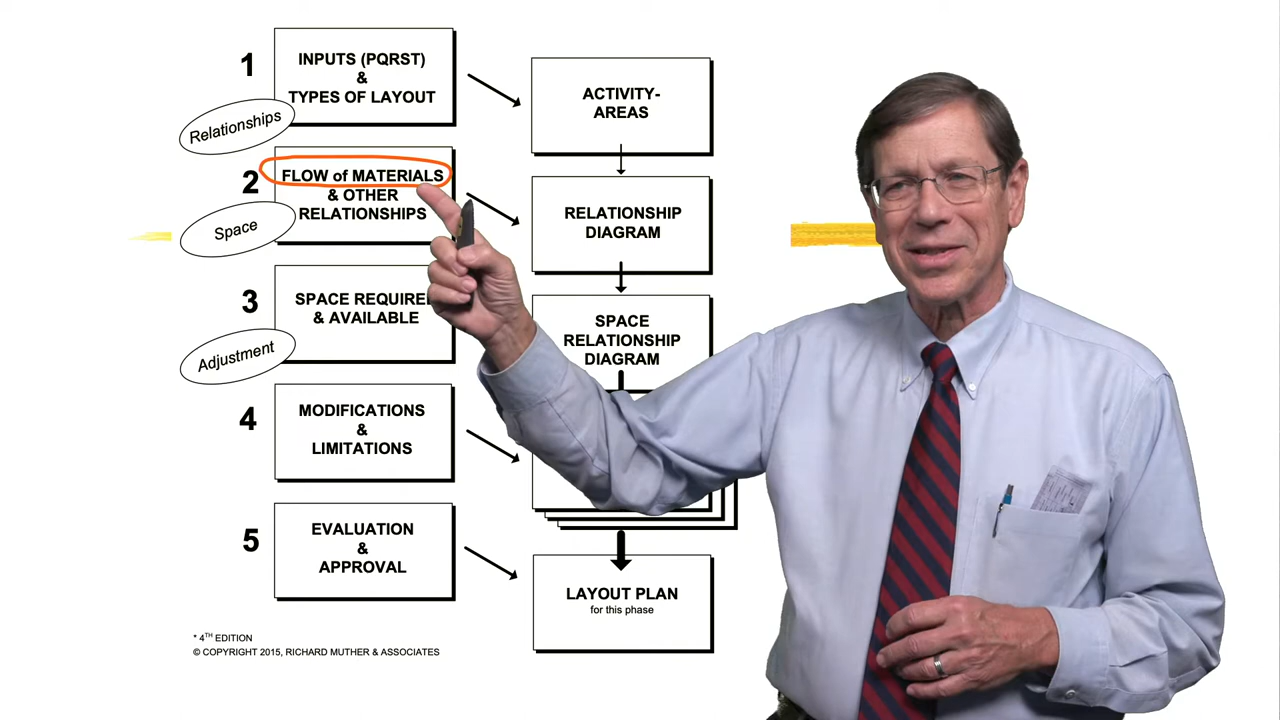 1
INPUTS (PQRST)
&
TYPES OF LAYOUT
Relationships
ACTIVITY-
AREAS
2
FLOW of MATERIALS
& OTHER
RELATIONSHIPS
Space
RELATIONSHIP
DIAGRAM
3
& AVAILABLE
Adjustment
SPACE
RELATIONSHIP
DIAGRAM
4
MODIFICATIONS
&
LIMITATIONS
5
EVALUATION
&
APPROVAL
LAYOUT PLAN
for this phase
* 4TH EDITION
© COPYRIGHT 2015, RICHARD MUTHER & ASSOCIATES